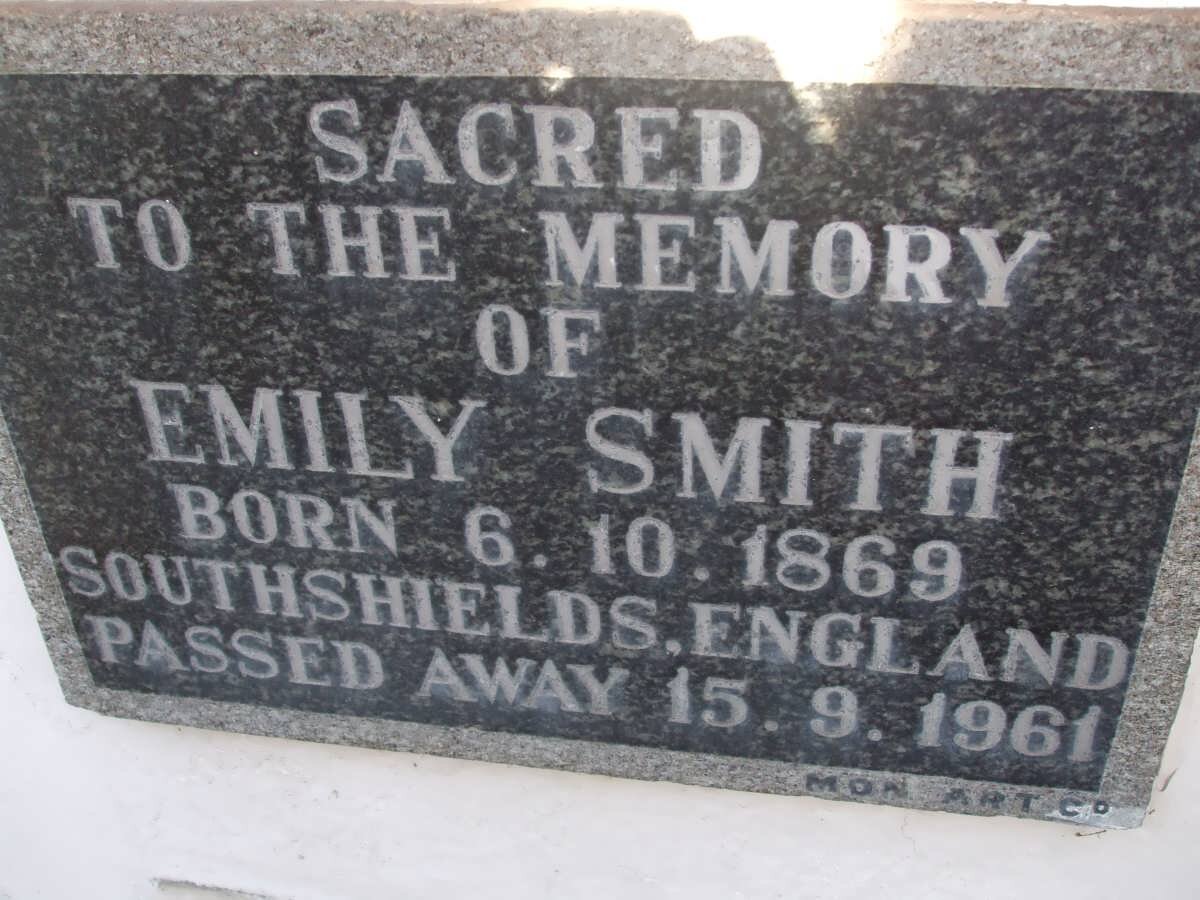 SACRED
TO THE MEMORY
OF
EMILY SMITH
BORN 6. 10. 1869
SOUTHSHIELDS, ENGLAND
PASSED AWAY 15. 9. 1961
MON ART CO